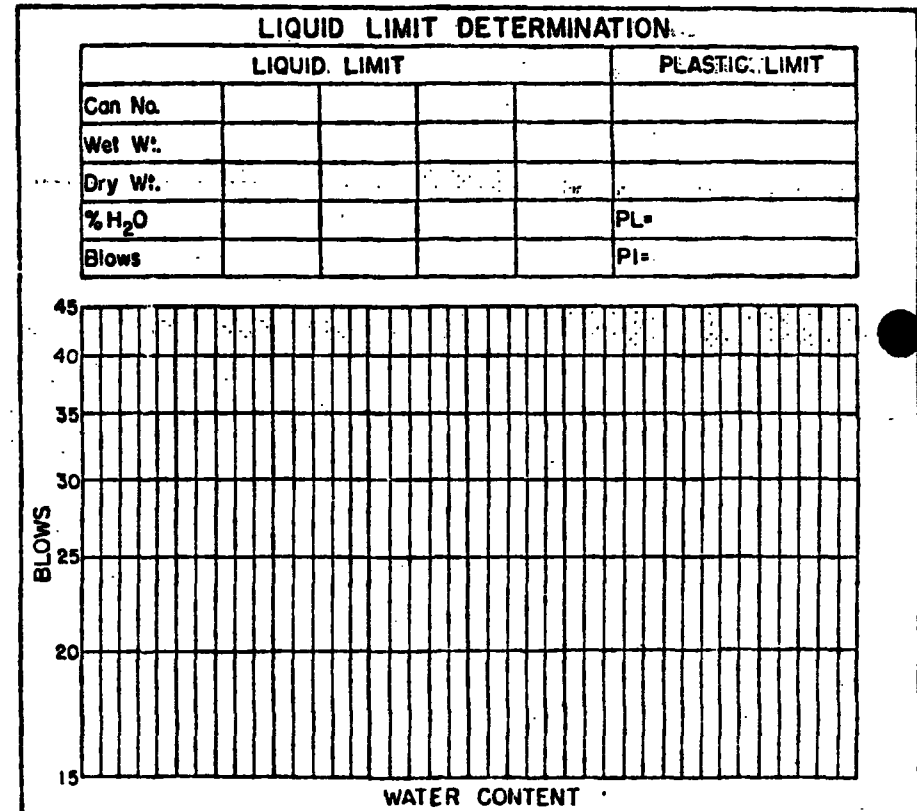 LIQUID LIMIT DETERMINATION
LIQUID LIMIT PLASTIC LIMIT
Can No.
Wet Wt.
Dry Wt.
% H2O PL=
Blows PI=
45
40
35
30
25
20
15
BLOWS
WATER CONTENT